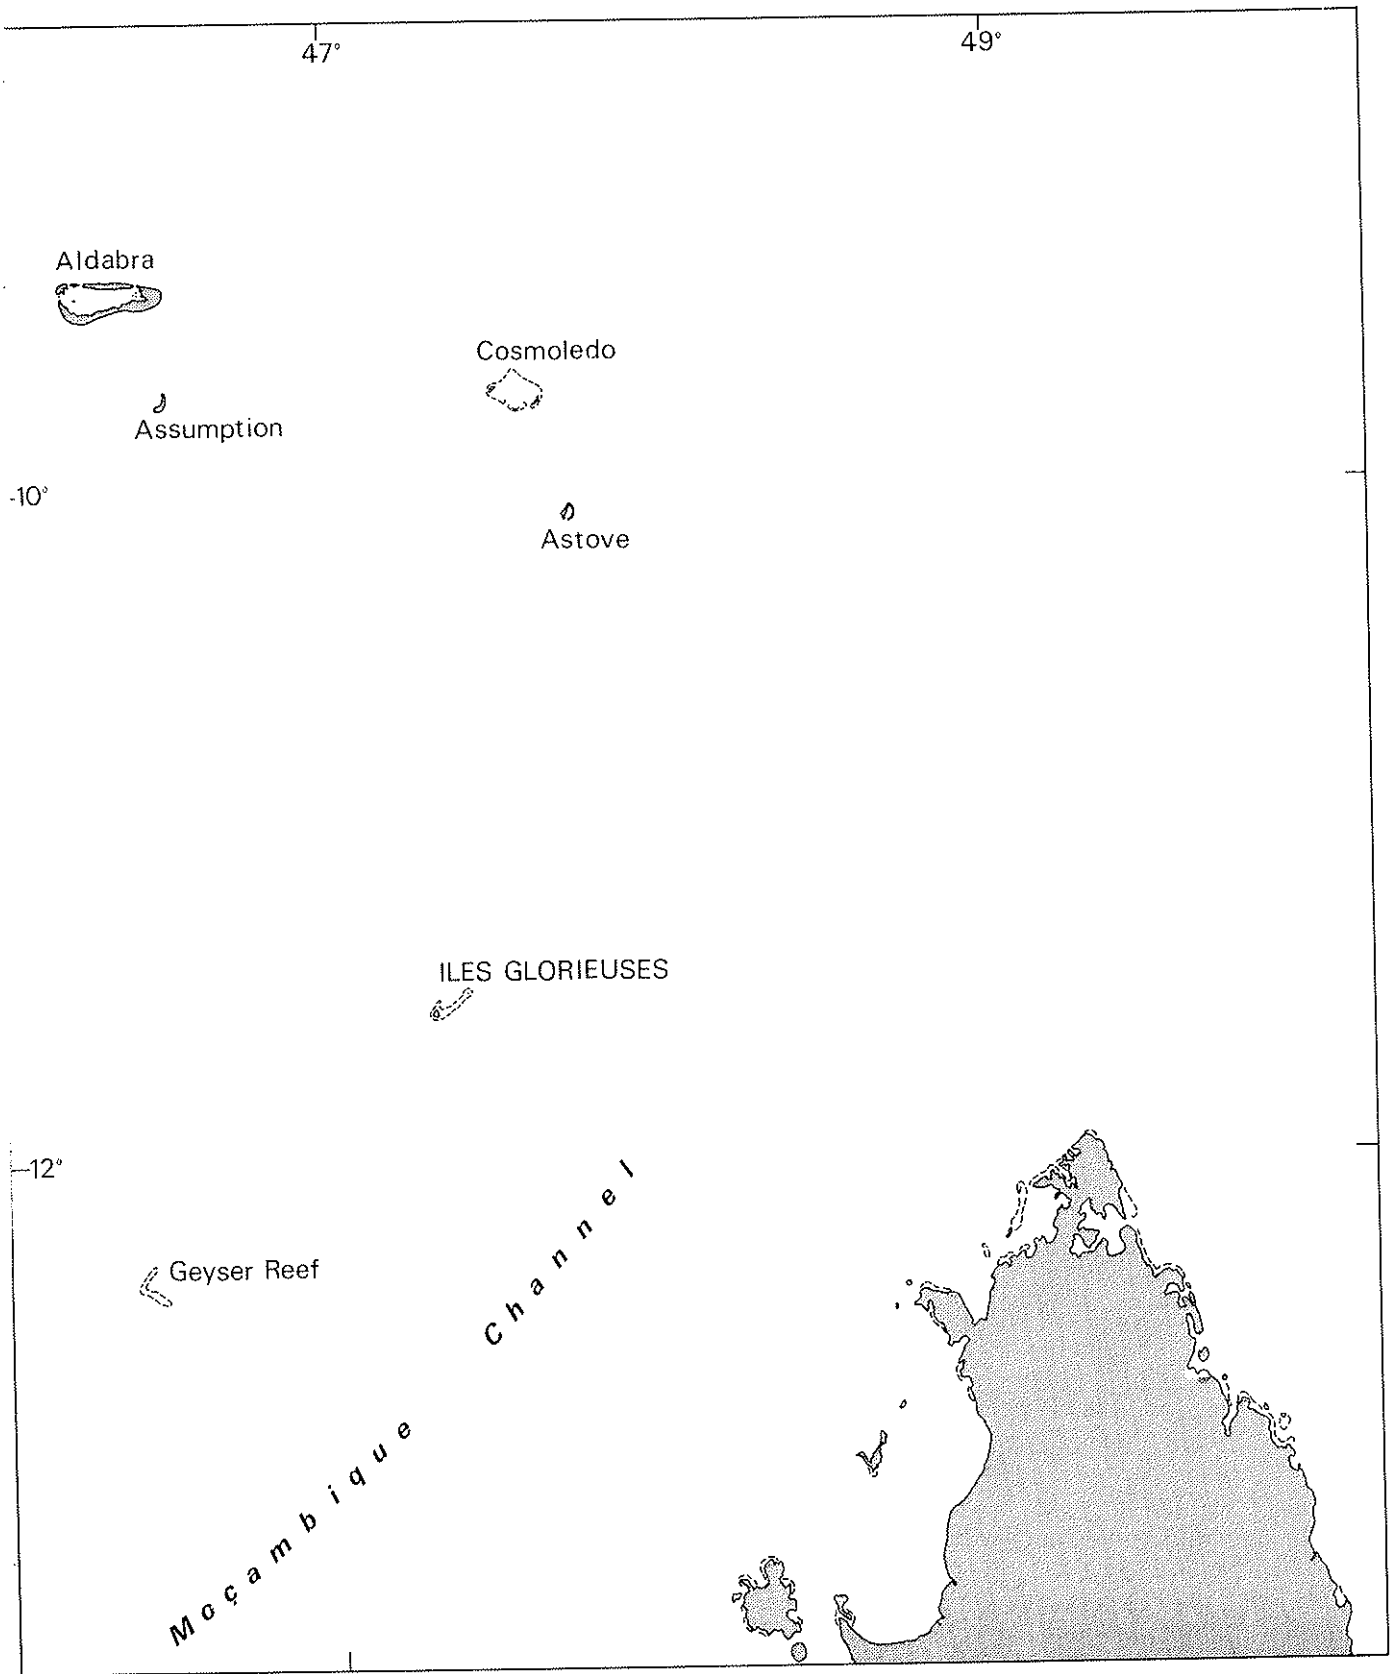 47°
49°
Aldabra
Cosmoledo
Assumption
-10°
Astove
ILES GLORIEUSES
12°
Geyser Reef
Moçambique Channel